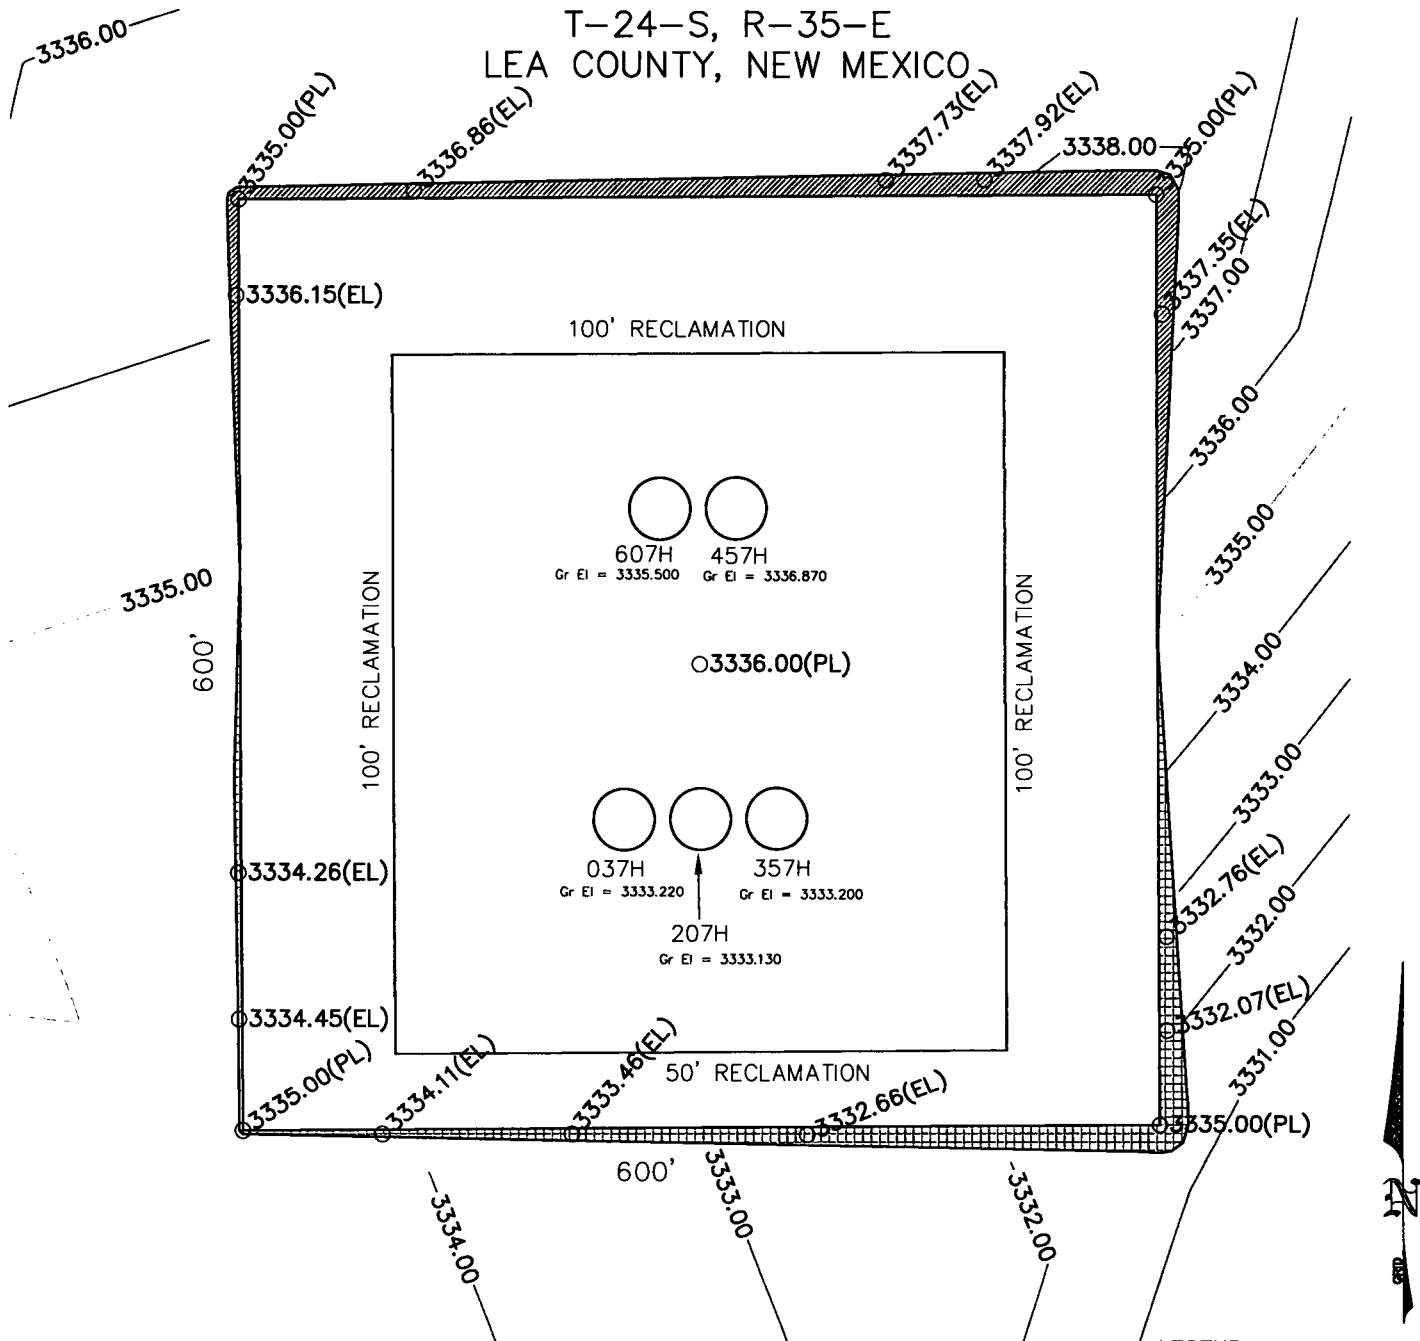 T-24-S, R-35-E
LEA COUNTY, NEW MEXICO
3336.00
3335.00(PL)
3336.86(EL)
3337.73(EL)
3337.92(EL)
3338.00
3335.00(PL)
3336.15(EL)
3337.35(EL)
3337.00
3336.00
100' RECLAMATION
607H
Gr El = 3335.500
457H
Gr El = 3336.870
3335.00
3335.00
600'
100' RECLAMATION
100' RECLAMATION
3336.00(PL)
3334.00
3333.00
037H
Gr El = 3333.220
357H
Gr El = 3333.200
207H
Gr El = 3333.130
3334.26(EL)
3332.76(EL)
3332.00
3334.45(EL)
3332.07(EL)
3331.00
3335.00(PL)
3334.11(EL)
3333.46(EL)
50' RECLAMATION
3332.66(EL)
3335.00(PL)
600'
3334.00
3333.00
3332.00
N
GRID